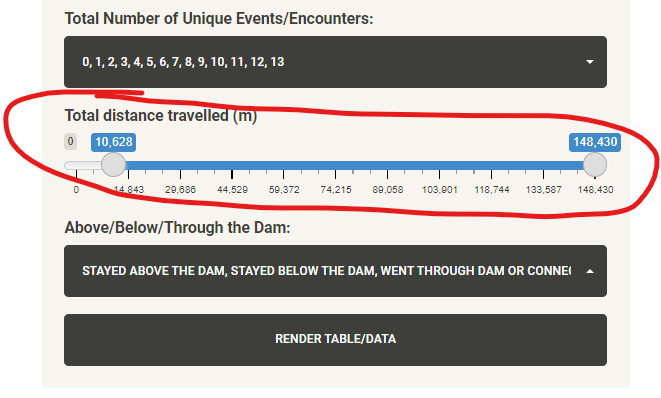 Total Number of Unique Events/Encounters:
0, 1, 2, 3, 4, 5, 6, 7, 8, 9, 10, 11, 12, 13
Total distance travelled (m)
0 10,628 148,430
0 14,843 29,686 44,529 59,372 74,215 89,058 103,901 118,744 133,587 148,430
Above/Below/Through the Dam:
STAYED ABOVE THE DAM, STAYED BELOW THE DAM, WENT THROUGH DAM OR CONNEC
RENDER TABLE/DATA